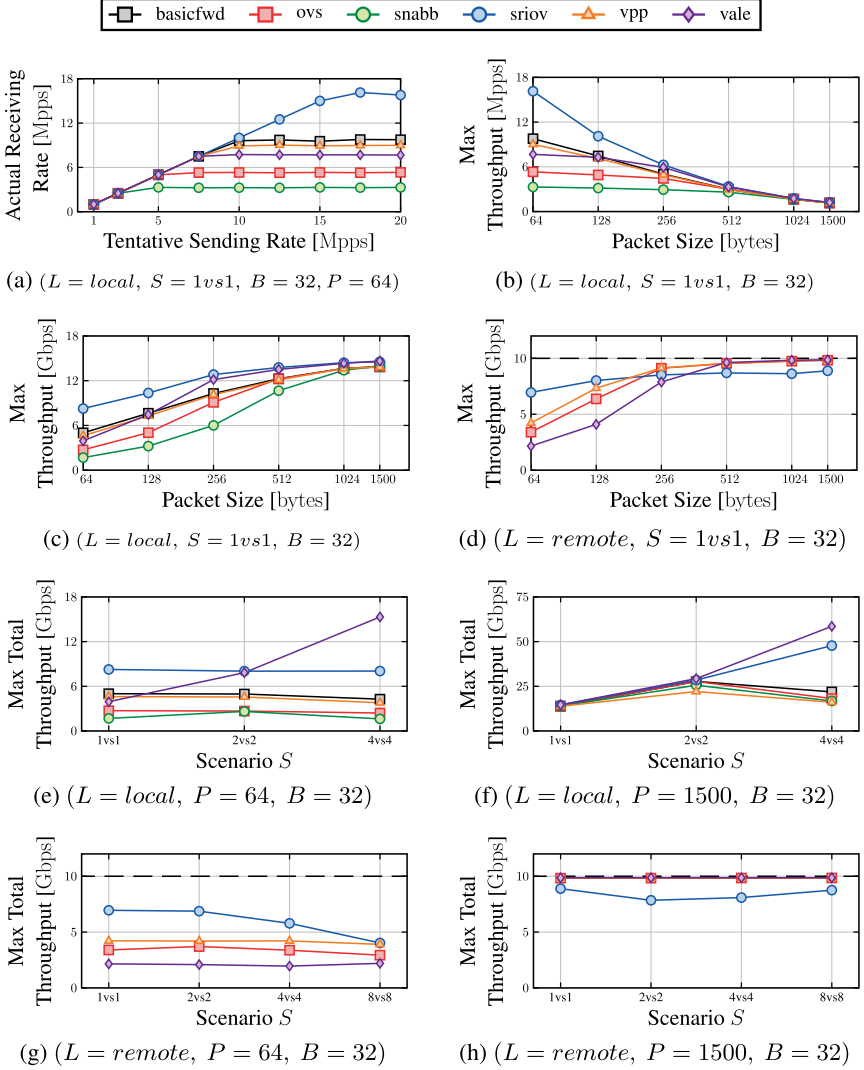 basicfwd ovs snabb sriov vpp vale
Actual Receiving
Rate [Mpps]
18
12
6
0
1 5 10 15 20
Tentative Sending Rate [Mpps]
(a) (L = local, S = 1vs1, B = 32, P = 64)
Max
Throughput [Mpps]
18
12
6
0
64 128 256 512 1024 1500
Packet Size [bytes]
(b) (L = local, S = 1vs1, B = 32)
Max
Throughput [Gbps]
18
12
6
0
64 128 256 512 1024 1500
Packet Size [bytes]
(c) (L = local, S = 1vs1, B = 32)
Max
Throughput [Gbps]
10
5
0
64 128 256 512 1024 1500
Packet Size [bytes]
(d) (L = remote, S = 1vs1, B = 32)
Max Total
Throughput [Gbps]
18
12
6
0
1vs1 2vs2 4vs4
Scenario S
(e) (L = local, P = 64, B = 32)
Max Total
Throughput [Gbps]
75
50
25
0
1vs1 2vs2 4vs4
Scenario S
(f) (L = local, P = 1500, B = 32)
Max Total
Throughput [Gbps]
10
5
0
1vs1 2vs2 4vs4 8vs8
Scenario S
(g) (L = remote, P = 64, B = 32)
Max Total
Throughput [Gbps]
10
5
0
1vs1 2vs2 4vs4 8vs8
Scenario S
(h) (L = remote, P = 1500, B = 32)